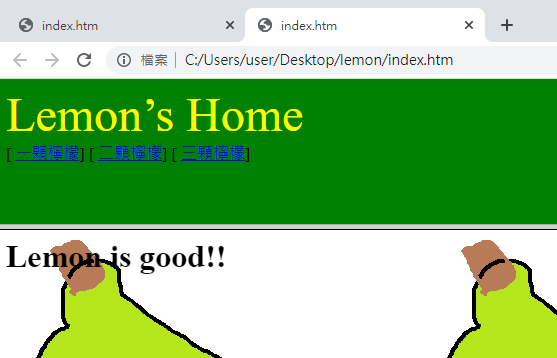 index.htm
index.htm
檔案 C:/Users/user/Desktop/lemon/index.htm
Lemon’s Home
[ 一顆檸檬] [ 二顆檸檬] [ 三顆檸檬]
Lemon is good!!